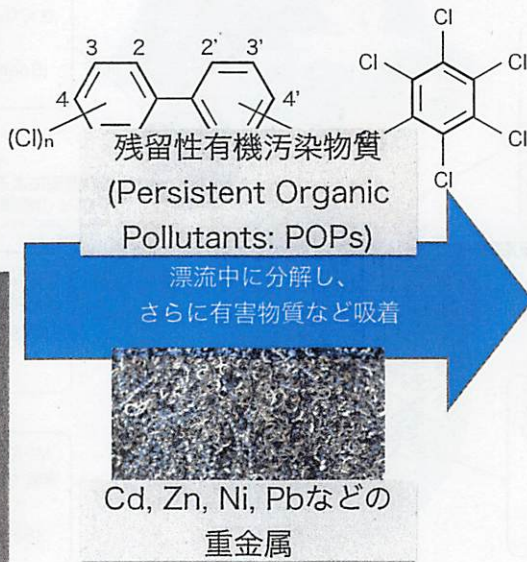 3 2 2' 3'
4 4'
(Cl)n
Cl
Cl Cl
Cl Cl
Cl
残留性有機汚染物質
(Persistent Organic
Pollutants: POPs)
漂流中に分解し、
さらに有害物質など吸着
Cd, Zn, Ni, Pbなどの
重金属